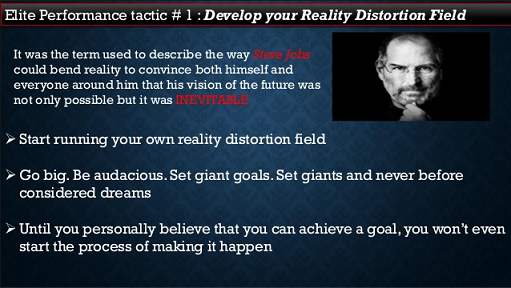 Elite Performance tactic # 1 : Develop your Reality Distortion Field
It was the term used to describe the way Steve Jobs
could bend reality to convince both himself and
everyone around him that his vision of the future was
not only possible but it was INEVITABLE
➢ Start running your own reality distortion field
➢ Go big. Be audacious. Set giant goals. Set giants and never before
considered dreams
➢ Until you personally believe that you can achieve a goal, you won't even
start the process of making it happen